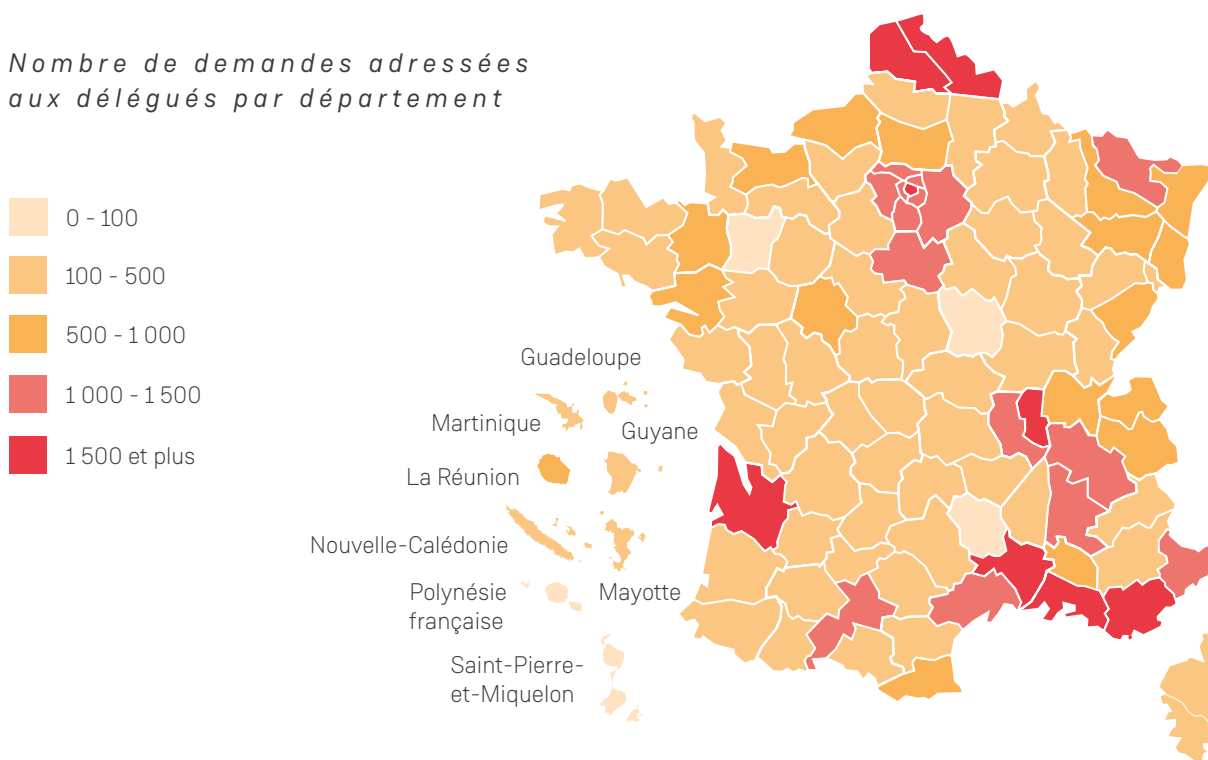 Nombre de demandes adressées
aux délégués par département
0 - 100
100 - 500
500 - 1 000
1 000 - 1 500
1 500 et plus
Guadeloupe
Martinique
Guyane
La Réunion
Nouvelle-Calédonie
Polynésie
française
Mayotte
Saint-Pierre-
et-Miquelon